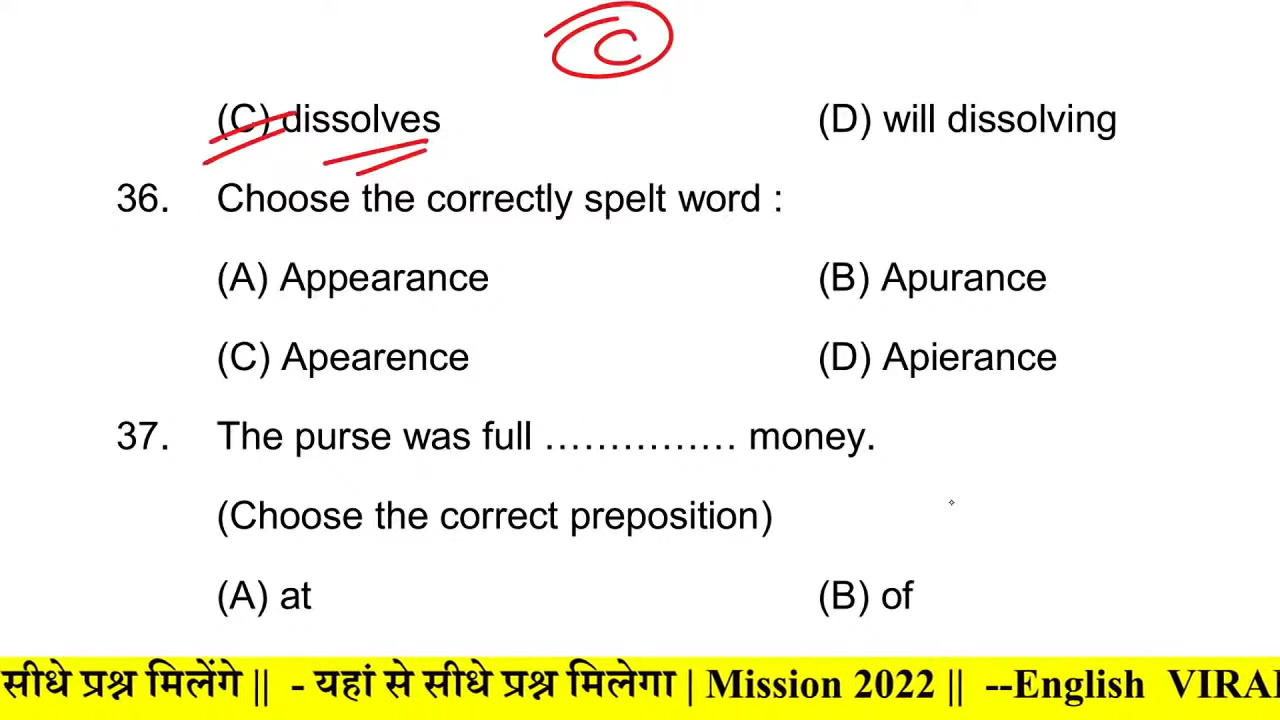 C
(C) dissolves (D) will dissolving
36. Choose the correctly spelt word :
(A) Appearance (B) Apurance
(C) Apearence (D) Apierance
37. The purse was full …………… money.
(Choose the correct preposition)
(A) at (B) of
सीधे प्रश्न मिलेंगे || - यहां से सीधे प्रश्न मिलेगा | Mission 2022 || --English VIRAL